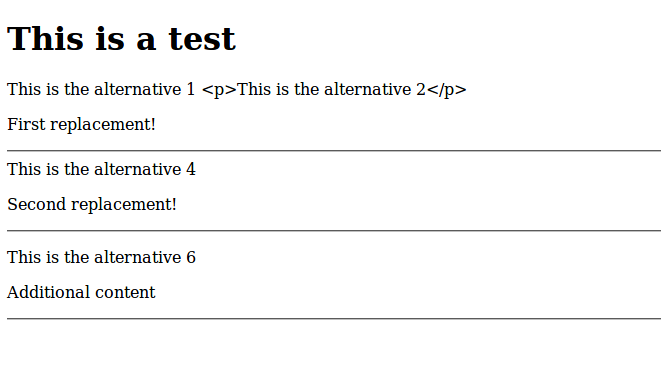 This is a test
This is the alternative 1 <p>This is the alternative 2</p>
First replacement!
This is the alternative 4
Second replacement!
This is the alternative 6
Additional content